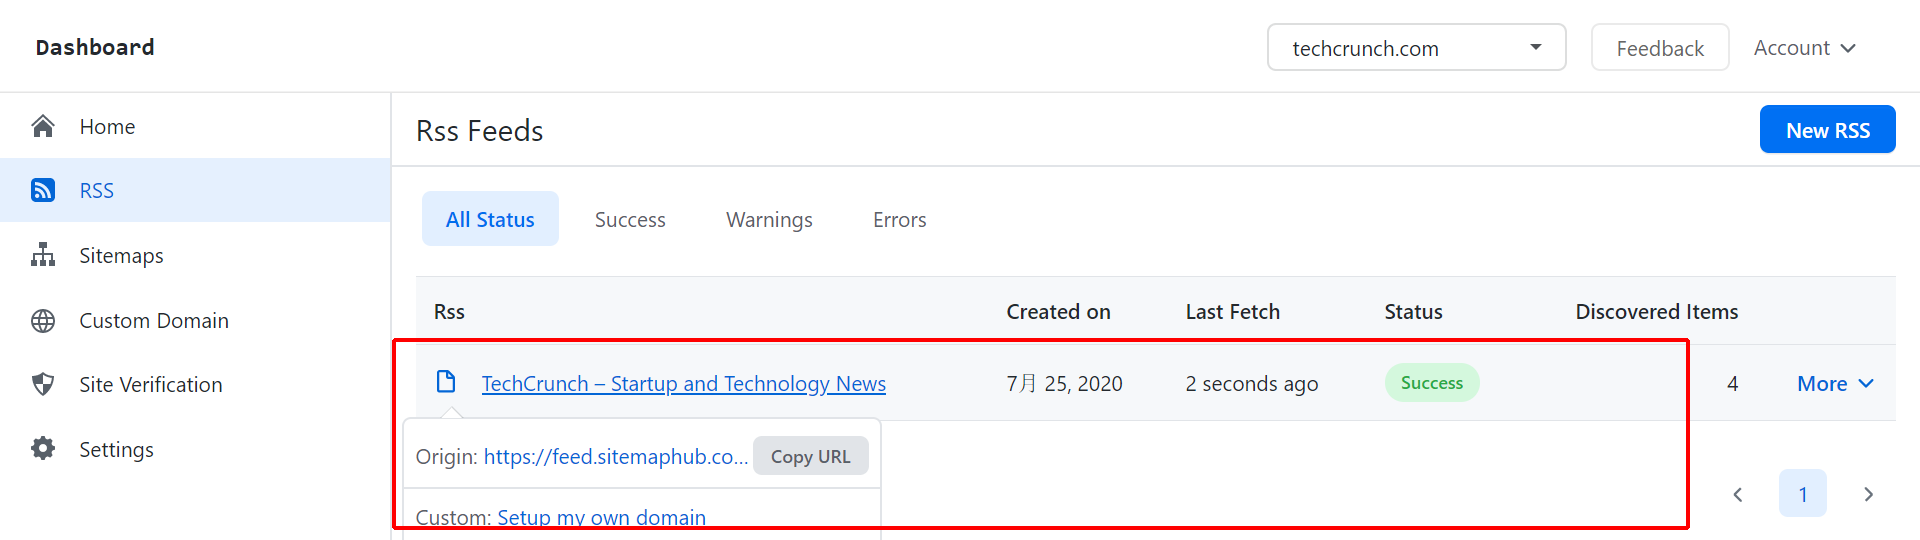 Dashboard
techcrunch.com
Feedback
Account
Home
RSS
Sitemaps
Custom Domain
Site Verification
Settings
Rss Feeds
New RSS
All Status
Success
Warnings
Errors
Rss
Created on
Last Fetch
Status
Discovered Items
TechCrunch – Startup and Technology News
7月 25, 2020
2 seconds ago
Success
4
More
Origin: https://feed.sitemaphub.co...
Copy URL
Custom: Setup my own domain
1